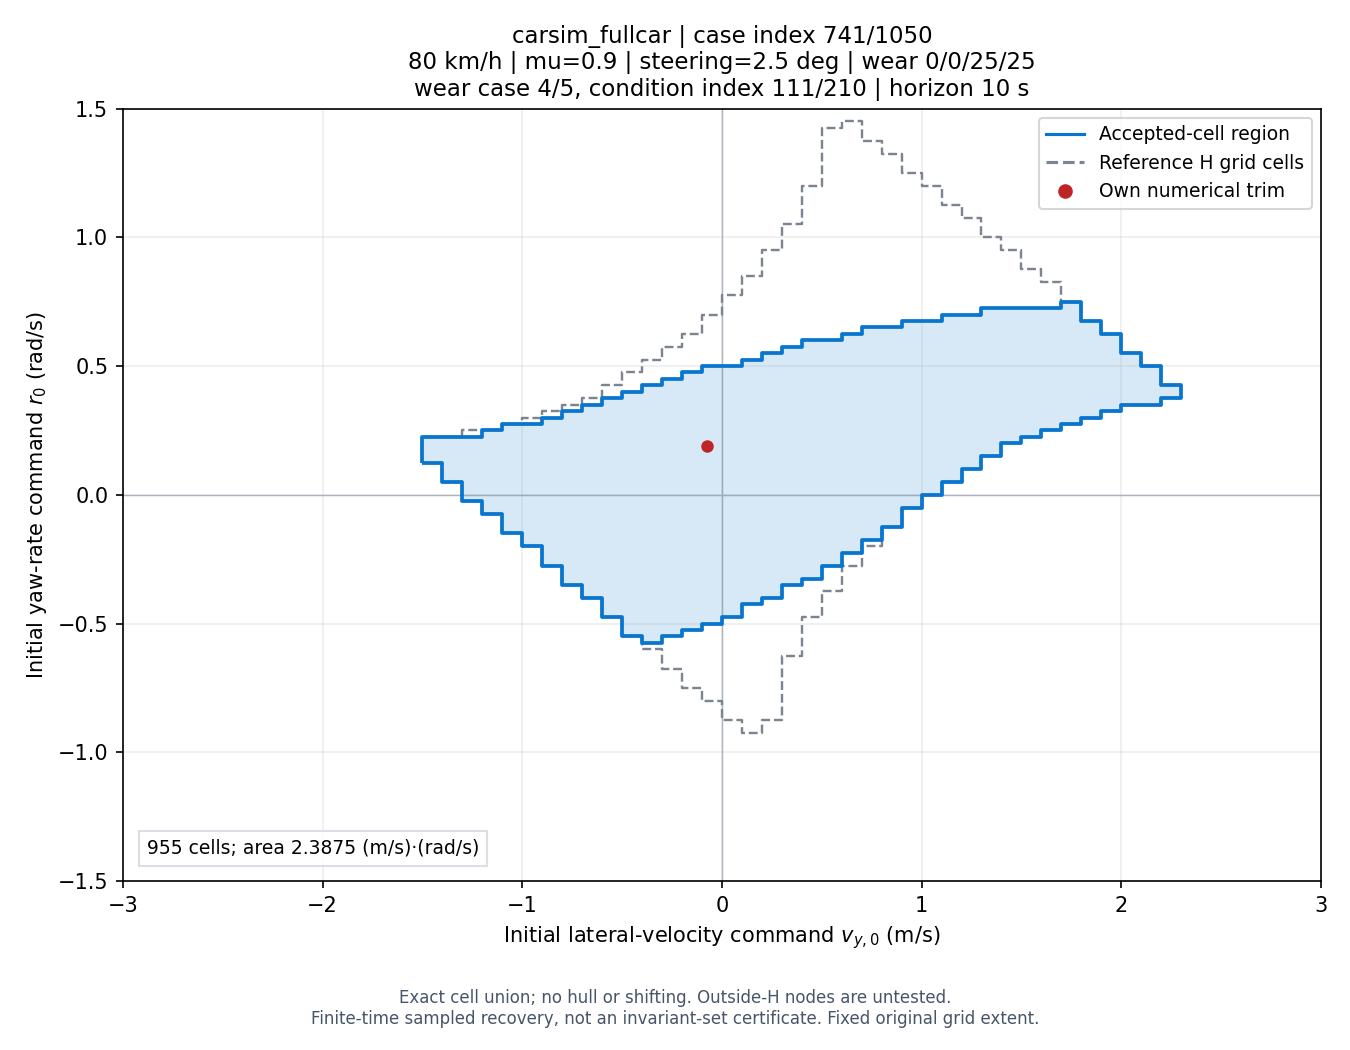 carsim_fullcar | case index 741/1050
80 km/h | mu=0.9 | steering=2.5 deg | wear 0/0/25/25
wear case 4/5, condition index 111/210 | horizon 10 s
Accepted-cell region
Reference H grid cells
Own numerical trim
1.5
1.0
0.5
0.0
−0.5
−1.0
−1.5
Initial yaw-rate command r0 (rad/s)
955 cells; area 2.3875 (m/s)·(rad/s)
−3
−2
−1
0
1
2
3
Initial lateral-velocity command vy,0 (m/s)
Exact cell union; no hull or shifting. Outside-H nodes are untested.
Finite-time sampled recovery, not an invariant-set certificate. Fixed original grid extent.